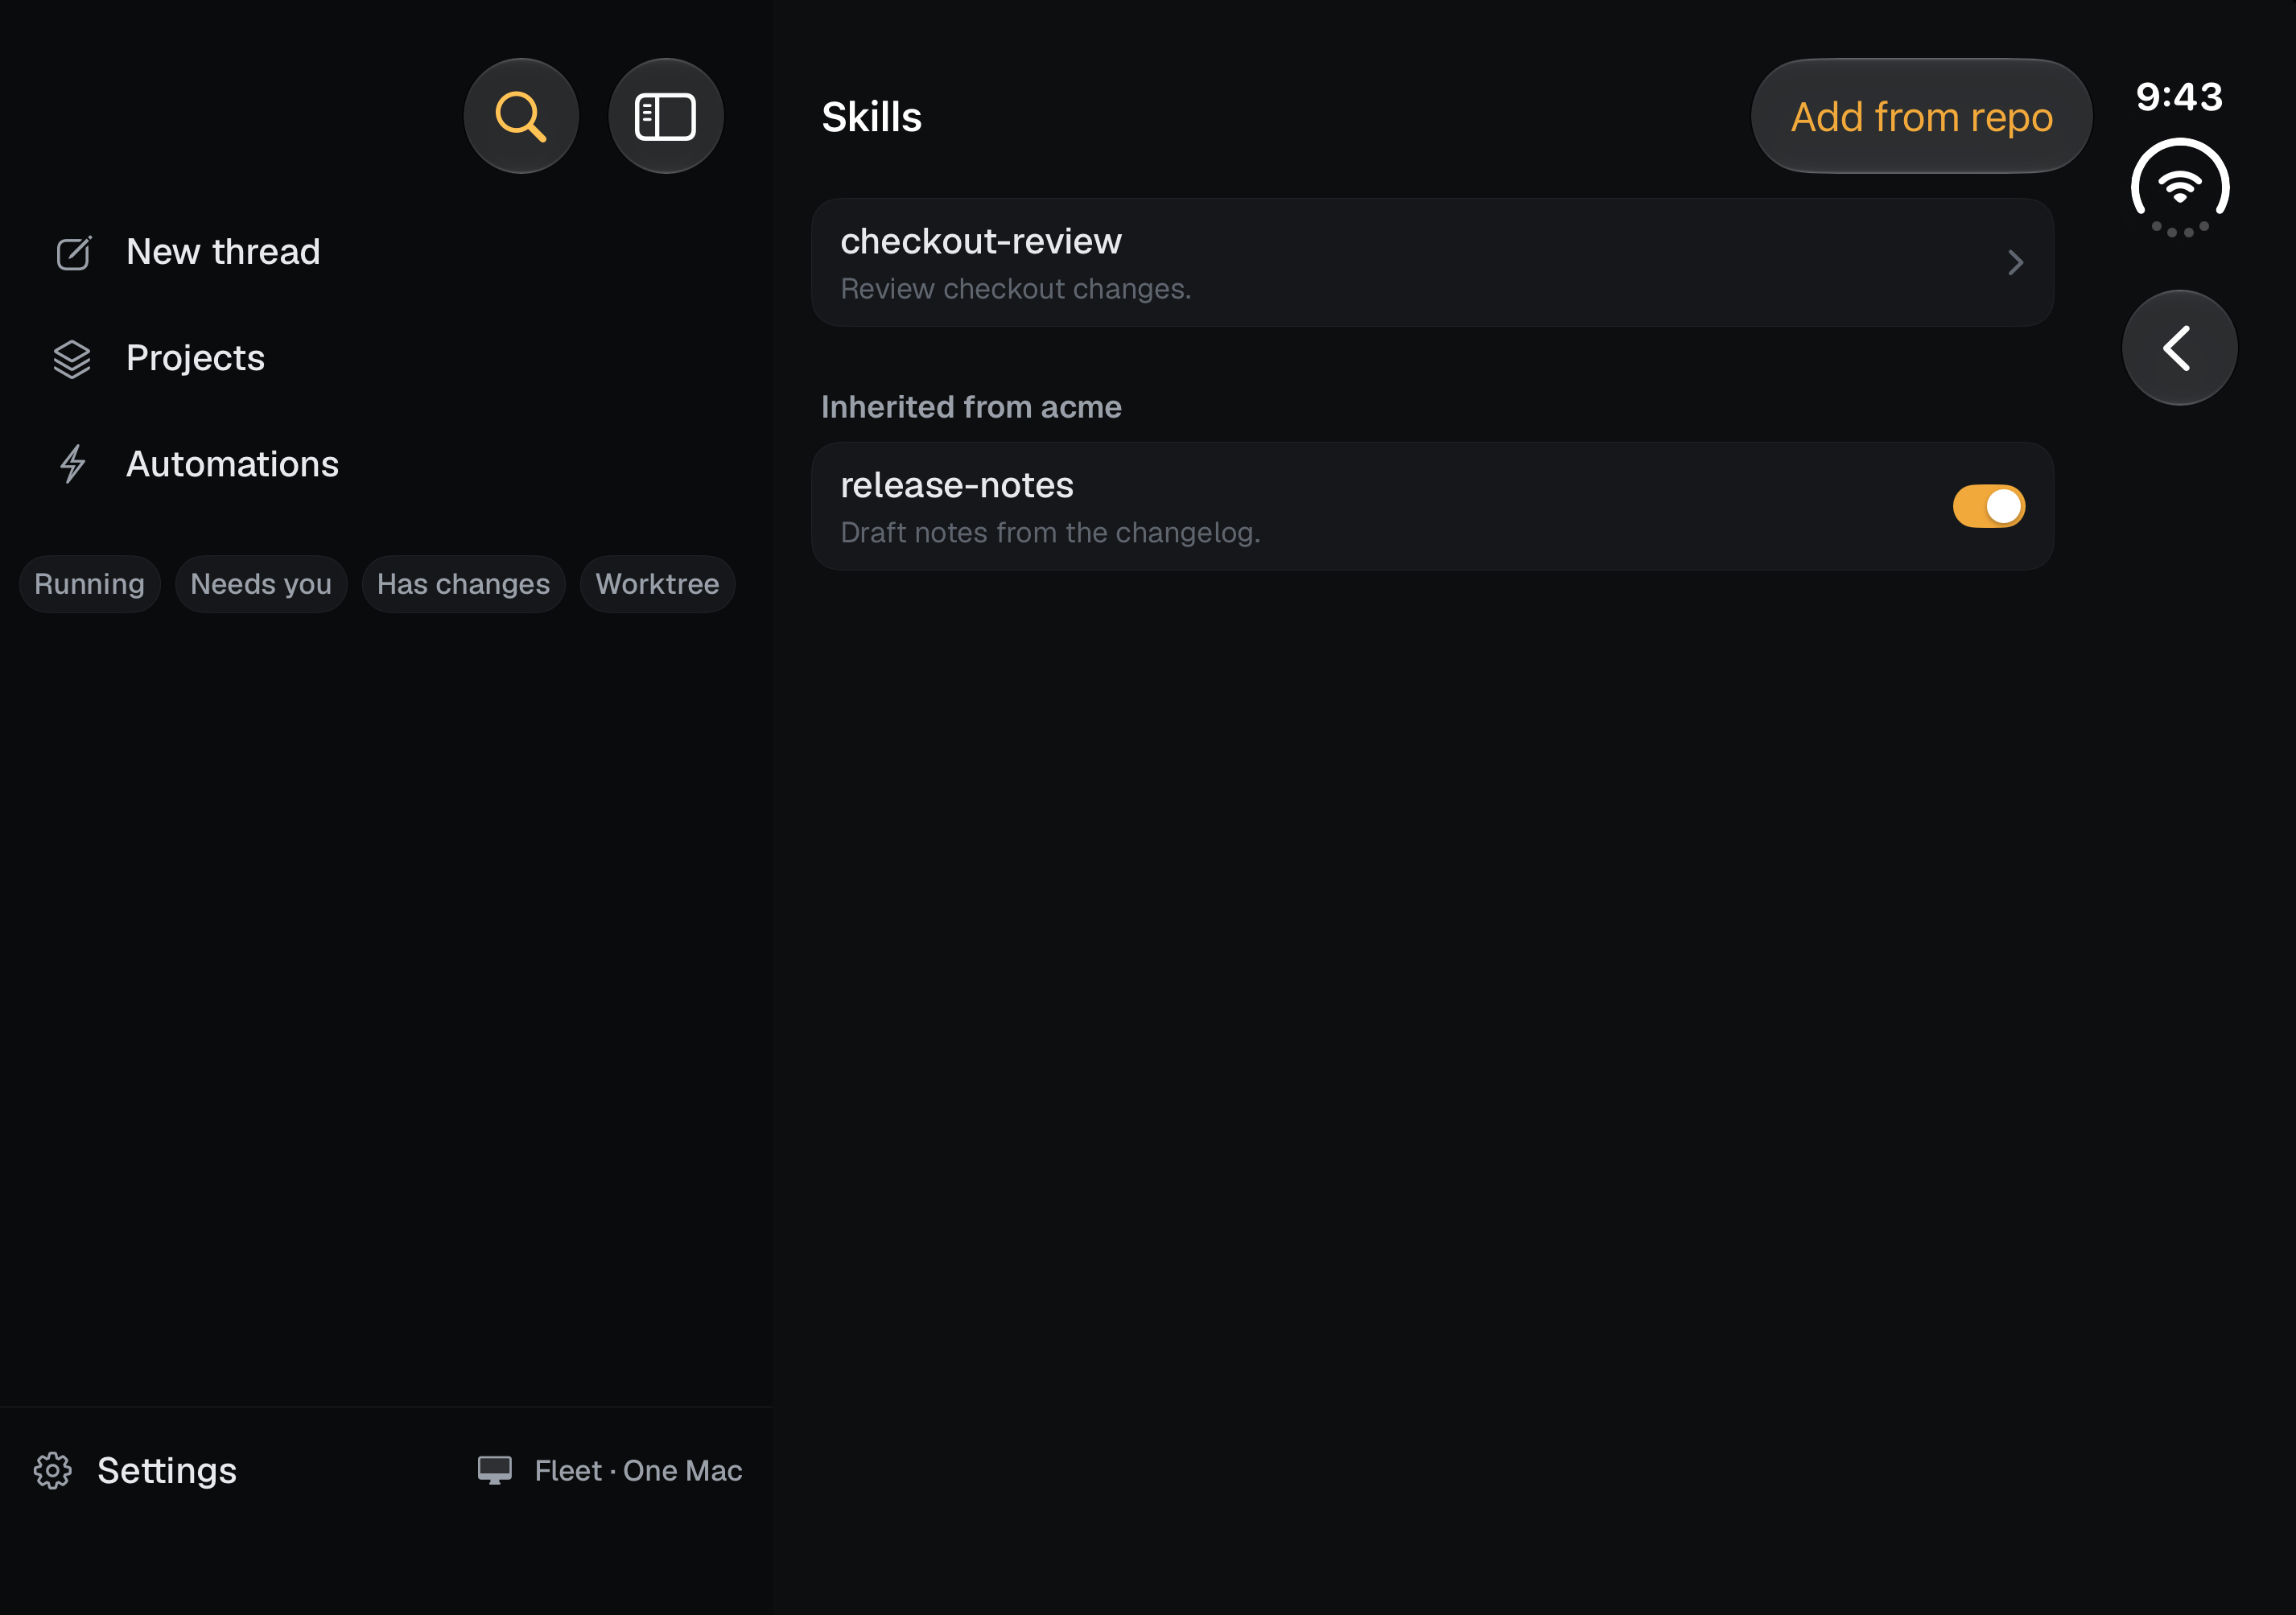 New thread
Projects
Automations
Running
Needs you
Has changes
Worktree
Settings
Fleet · One Mac
Skills
Add from repo
checkout-review
Review checkout changes.
Inherited from acme
release-notes
Draft notes from the changelog.
9:43